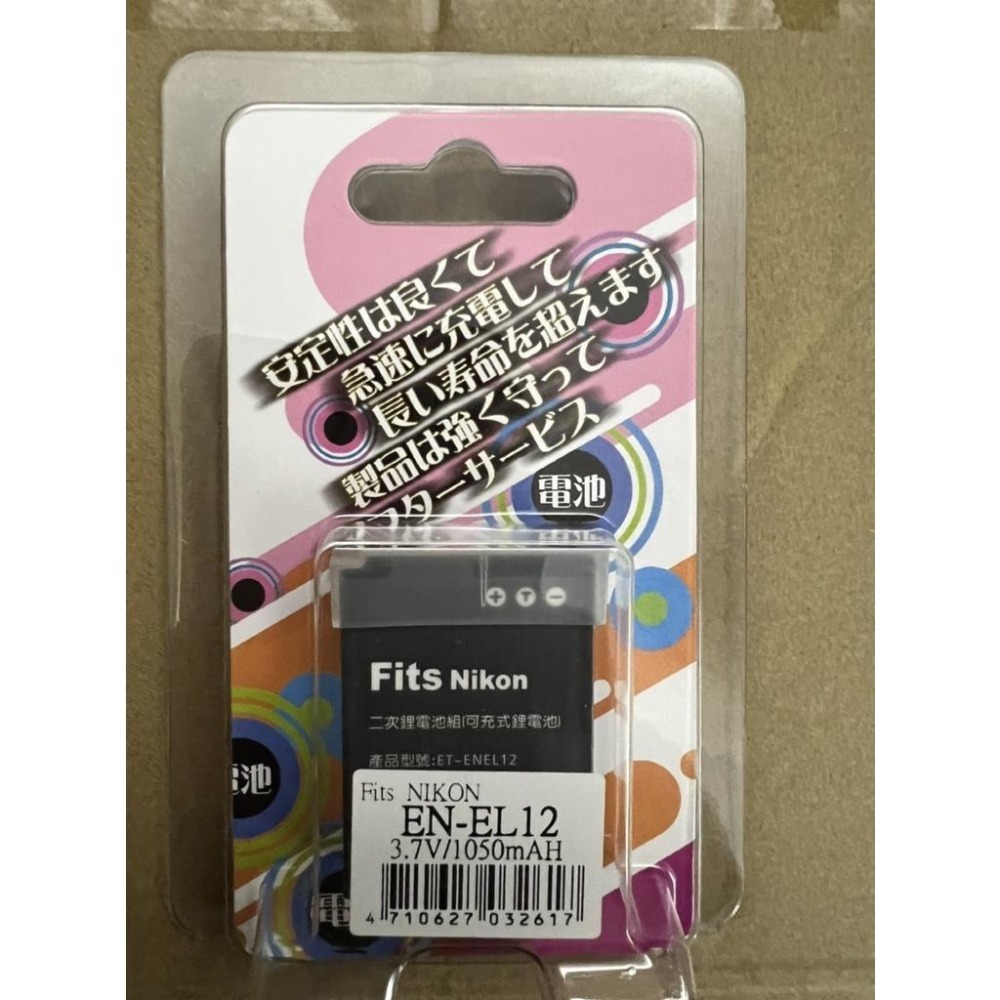 安定性は良くて
急速に充電して
長い寿命を超えます
製品は強く守って
フターサービス
電池
Fits Nikon
二次鋰電池組(可充式鋰電池)
產品型號:ET-ENEL12
電池
Fits NIKON
EN-EL12
3.7V/1050mAH
4 710627 032617
電